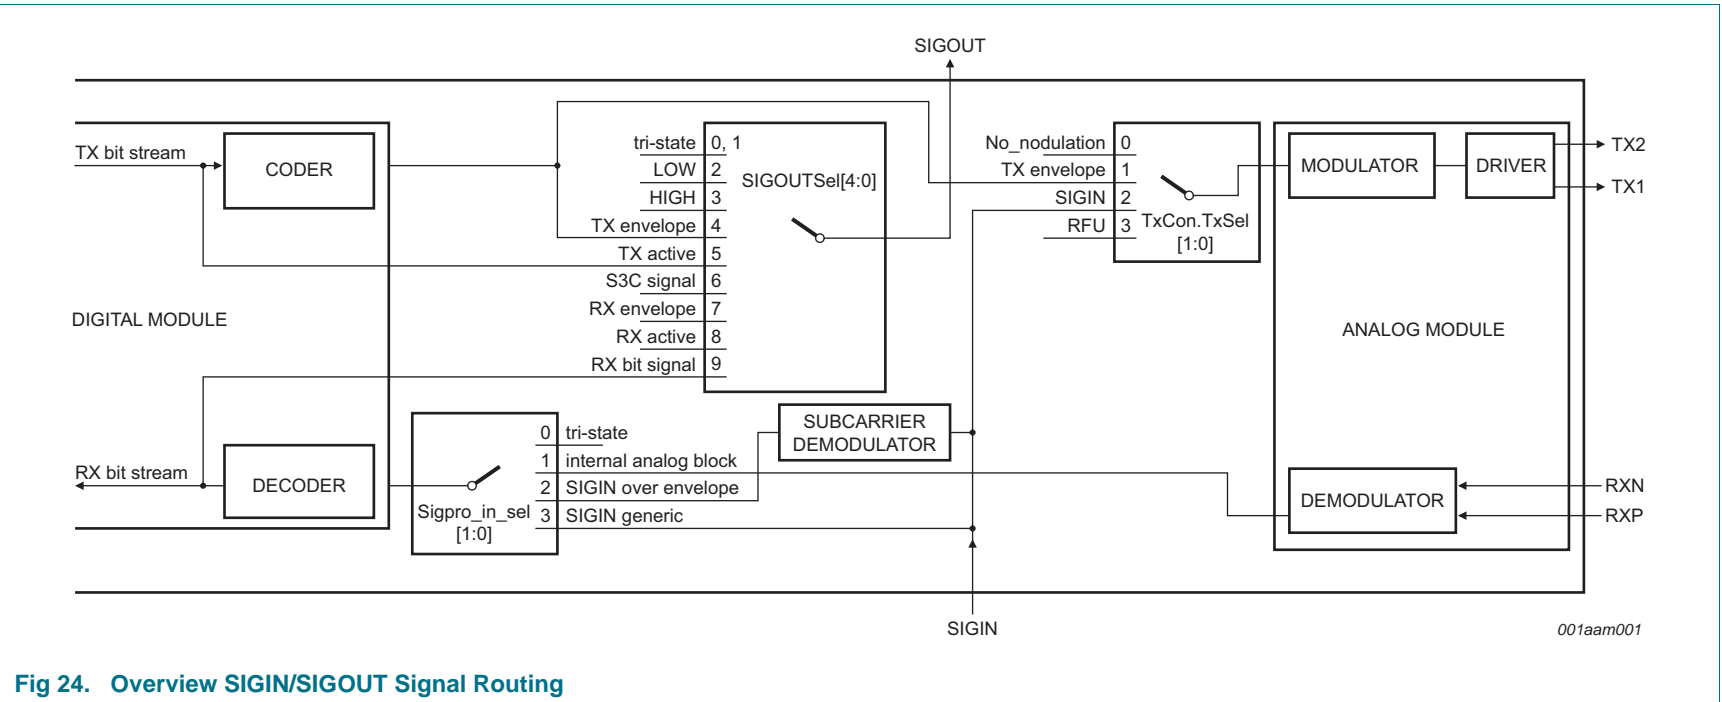 SIGOUT
TX bit stream
CODER
tri-state 0, 1
LOW 2
HIGH 3
TX envelope 4
TX active 5
S3C signal 6
RX envelope 7
RX active 8
RX bit signal 9
SIGOUTSel[4:0]
No_nodulation 0
TX envelope 1
SIGIN 2
RFU 3
TxCon.TxSel
[1:0]
MODULATOR
DRIVER
TX2
TX1
DIGITAL MODULE
ANALOG MODULE
SUBCARRIER
DEMODULATOR
RX bit stream
DECODER
Sigpro_in_sel
[1:0]
0 tri-state
1 internal analog block
2 SIGIN over envelope
3 SIGIN generic
DEMODULATOR
RXN
RXP
SIGIN
001aam001
Fig 24. Overview SIGIN/SIGOUT Signal Routing